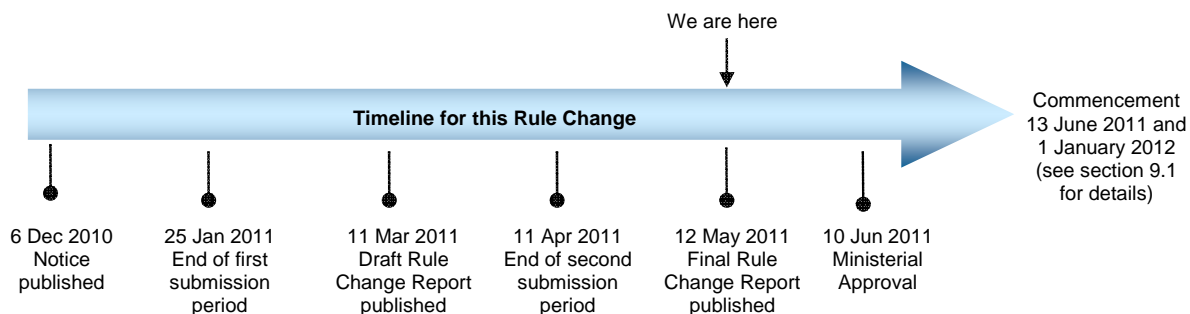 We are here
Timeline for this Rule Change
Commencement
13 June 2011 and
1 January 2012
(see section 9.1
for details)
6 Dec 2010
Notice
published
25 Jan 2011
End of first
submission
period
11 Mar 2011
Draft Rule
Change Report
published
11 Apr 2011
End of second
submission
period
12 May 2011
Final Rule
Change Report
published
10 Jun 2011
Ministerial
Approval